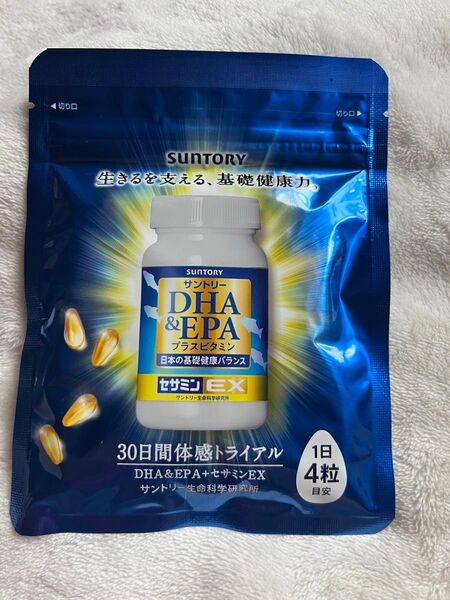 ◀切り口
切り口▷
SUNTORY
生きるを支える、基礎健康力。
SUNTORY
サントリー
DHA
&EPA
プラスビタミン
日本の基礎健康バランス
セサミンEX
サントリー生命科学研究所
30日間体感トライアル
DHA&EPA+セサミンEX
サントリー生命科学研究所
1日
4粒
目安